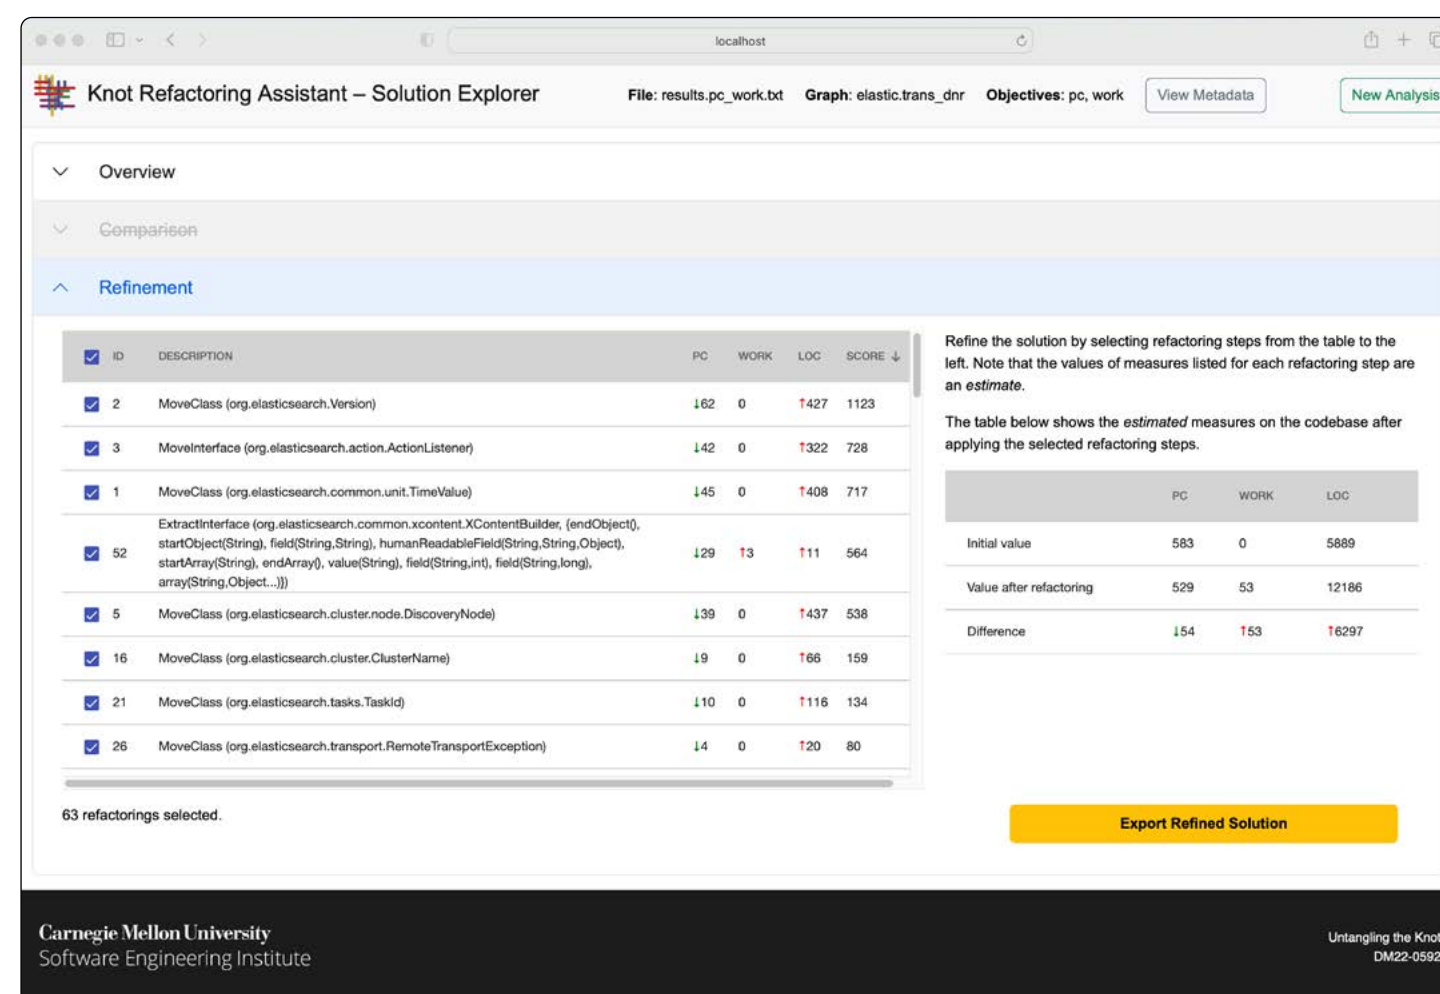 localhost
Knot Refactoring Assistant – Solution Explorer File: results.pc_work.txt Graph: elastic.trans_dnr Objectives: pc, work View Metadata New Analysis
Overview
Comparison
Refinement
ID DESCRIPTION PC WORK LOC SCORE ↓
2 MoveClass (org.elasticsearch.Version) ↓62 0 ↑427 1123
3 MoveInterface (org.elasticsearch.action.ActionListener) ↓42 0 ↑322 728
1 MoveClass (org.elasticsearch.common.unit.TimeValue) ↓45 0 ↑408 717
ExtractInterface (org.elasticsearch.common.xcontent.XContentBuilder, {endObject(),
startObject(String), field(String,String), humanReadableField(String,String,Object),
52 ↓29 ↑3 ↑11 564
startArray(String), endArray(), value(String), field(String,int), field(String,long),
array(String,Object...)})
5 MoveClass (org.elasticsearch.cluster.node.DiscoveryNode) ↓39 0 ↑437 538
16 MoveClass (org.elasticsearch.cluster.ClusterName) ↓9 0 ↑66 159
21 MoveClass (org.elasticsearch.tasks.TaskId) ↓10 0 ↑116 134
26 MoveClass (org.elasticsearch.transport.RemoteTransportException) ↓4 0 ↑20 80
63 refactorings selected.
Refine the solution by selecting refactoring steps from the table to the
left. Note that the values of measures listed for each refactoring step are
an estimate.
The table below shows the estimated measures on the codebase after
applying the selected refactoring steps.
PC WORK LOC
Initial value 583 0 5889
Value after refactoring 529 53 12186
Difference ↓54 ↑53 ↑6297
Export Refined Solution
Carnegie Mellon University
Software Engineering Institute
Untangling the Knot
DM22-0592